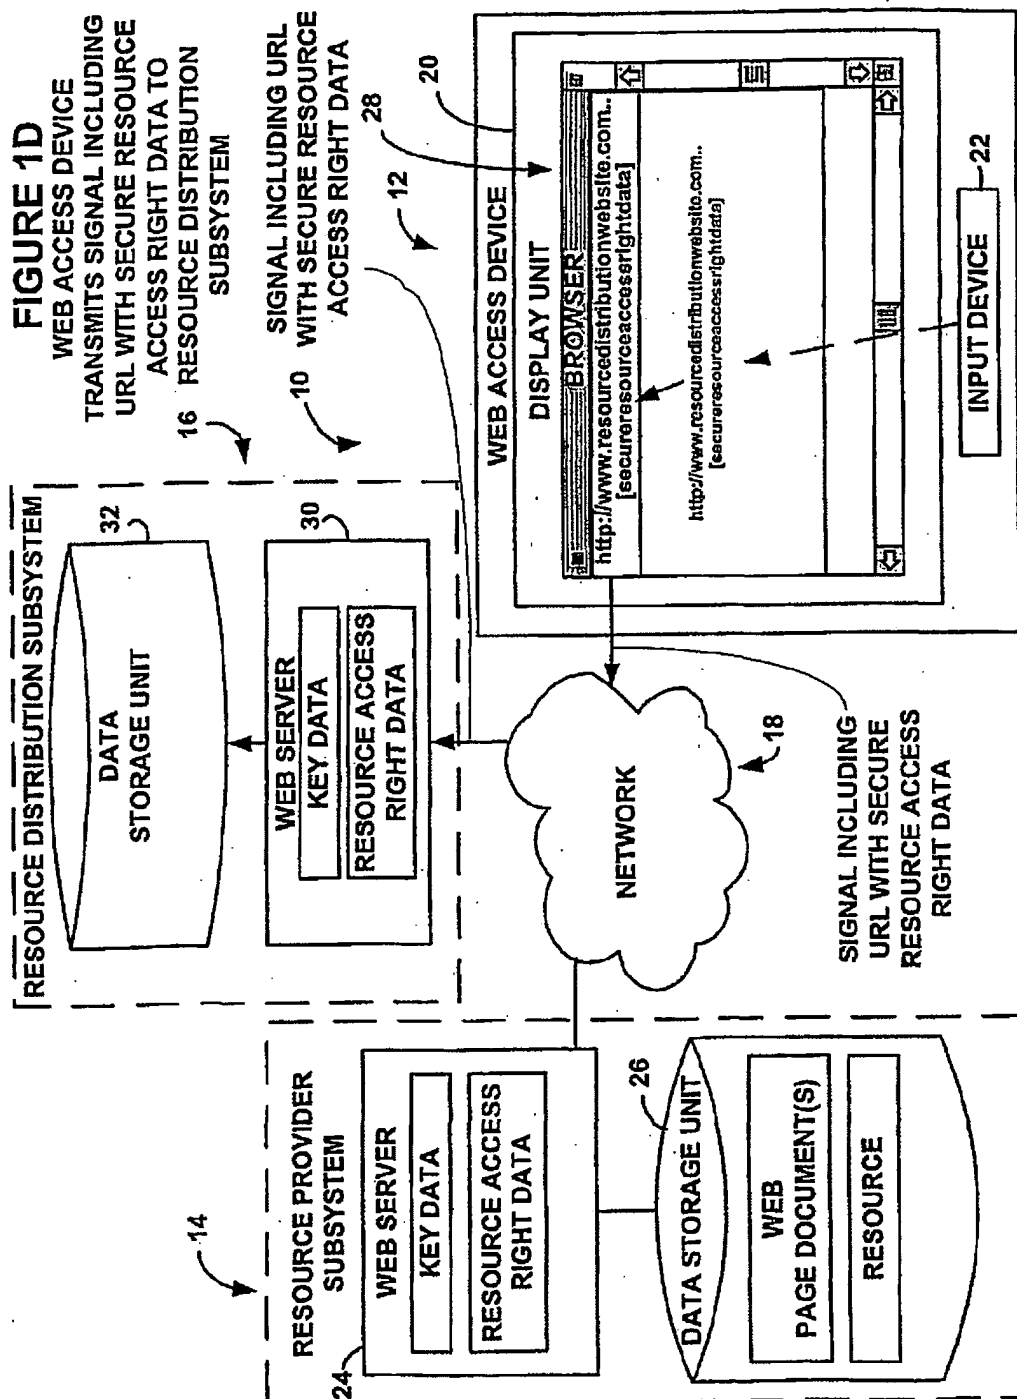 FIGURE 1D
WEB ACCESS DEVICE
TRANSMITS SIGNAL INCLUDING
URL WITH SECURE RESOURCE
ACCESS RIGHT DATA TO
RESOURCE DISTRIBUTION
SUBSYSTEM
16
10
SIGNAL INCLUDING URL
WITH SECURE RESOURCE
ACCESS RIGHT DATA
12
28
20
RESOURCE DISTRIBUTION SUBSYSTEM
32
DATA
STORAGE UNIT
30
WEB SERVER
KEY DATA
RESOURCE ACCESS
RIGHT DATA
WEB ACCESS DEVICE
DISPLAY UNIT
BROWSER
http://www.resourcedistributionwebsite.com..
[secureresourceaccessrightdata]
http://www.resourcedistributionwebsite.com..
[secureresourceaccessrightdata]
INPUT DEVICE
22
NETWORK
18
SIGNAL INCLUDING
URL WITH SECURE
RESOURCE ACCESS
RIGHT DATA
14
RESOURCE PROVIDER
SUBSYSTEM
24
WEB SERVER
KEY DATA
RESOURCE ACCESS
RIGHT DATA
26
DATA STORAGE UNIT
WEB
PAGE DOCUMENT(S)
RESOURCE